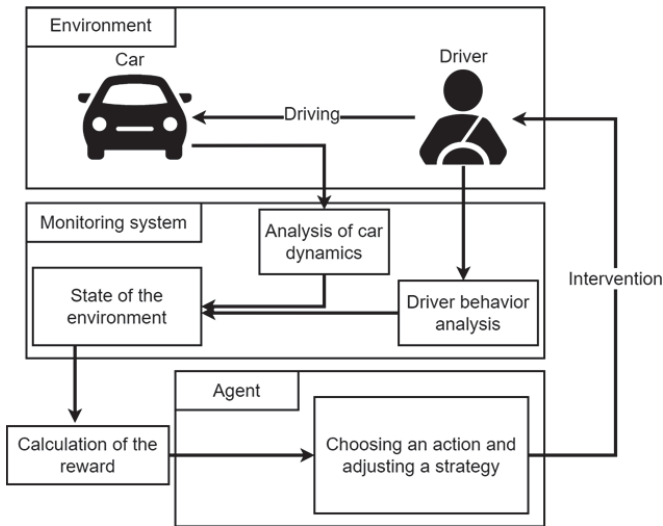 Environment
Car
Driver
Driving
Monitoring system
Analysis of car
dynamics
State of the
environment
Driver behavior
analysis
Intervention
Agent
Calculation of the
reward
Choosing an action and
adjusting a strategy